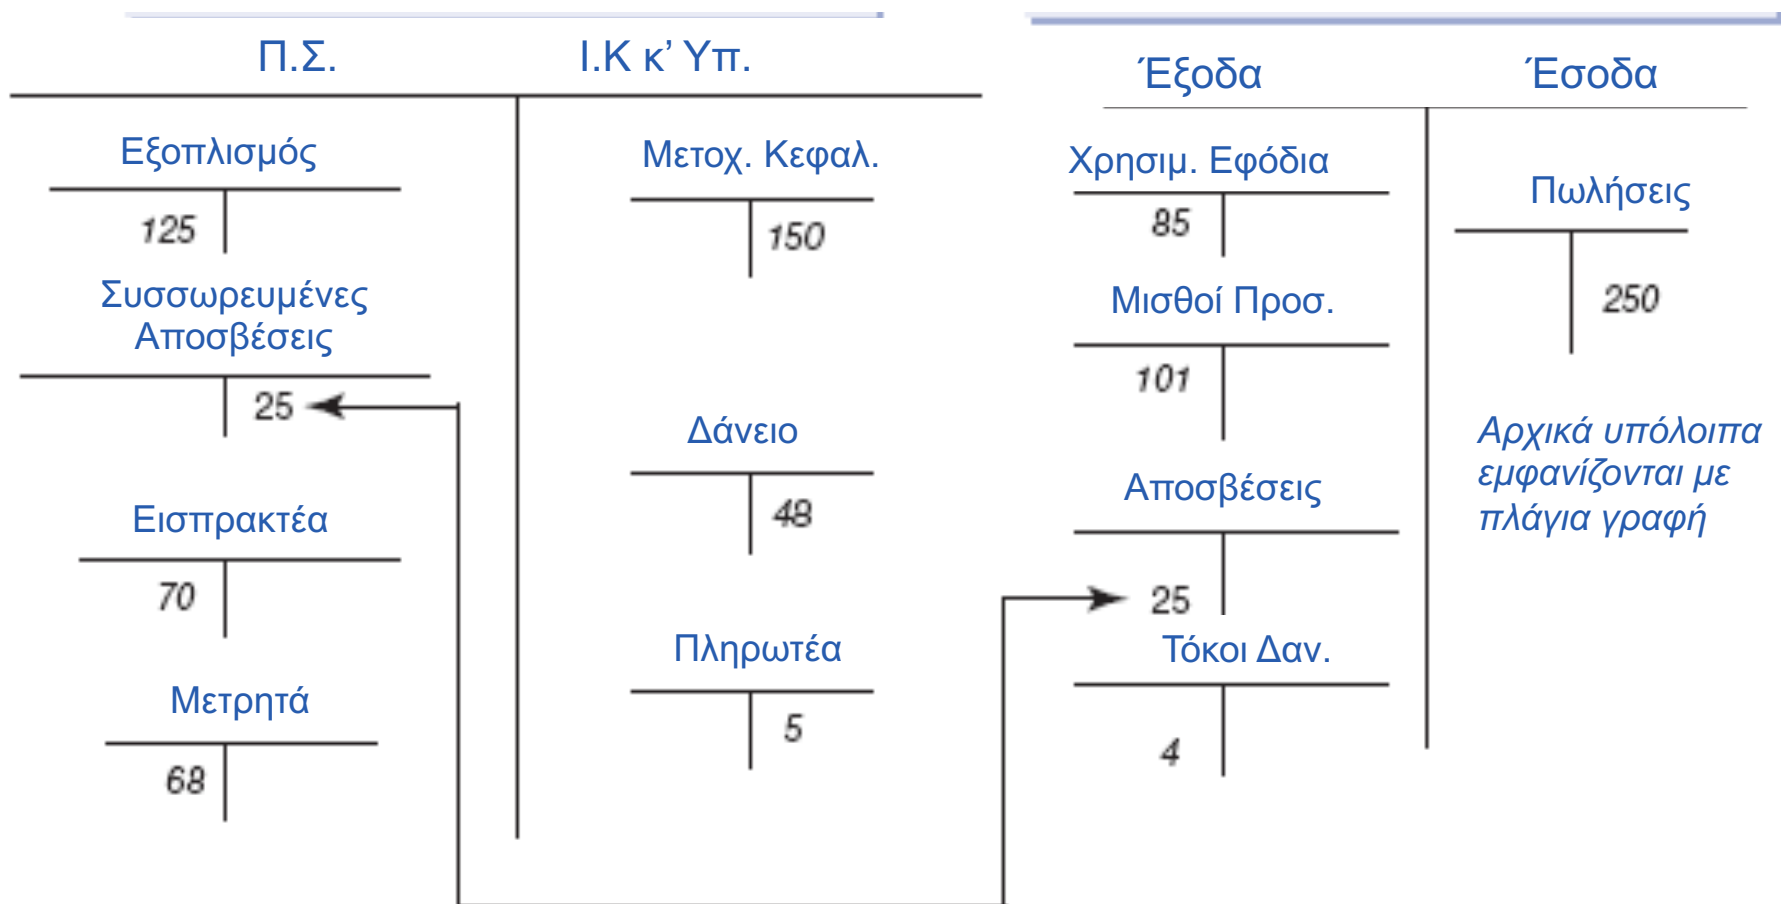 Π.Σ. Ι.Κ κ' Υπ.
Εξοπλισμός
125
Συσσωρευμένες
Αποσβέσεις
25
Εισπρακτέα
70
Μετρητά
68
Μετοχ. Κεφαλ.
150
Δάνειο
48
Πληρωτέα
5
Έξοδα Έσοδα
Χρησιμ. Εφόδια
85
Μισθοί Προσ.
101
Αποσβέσεις
25
Τόκοι Δαν.
4
Πωλήσεις
250
Αρχικά υπόλοιπα
εμφανίζονται με
πλάγια γραφή